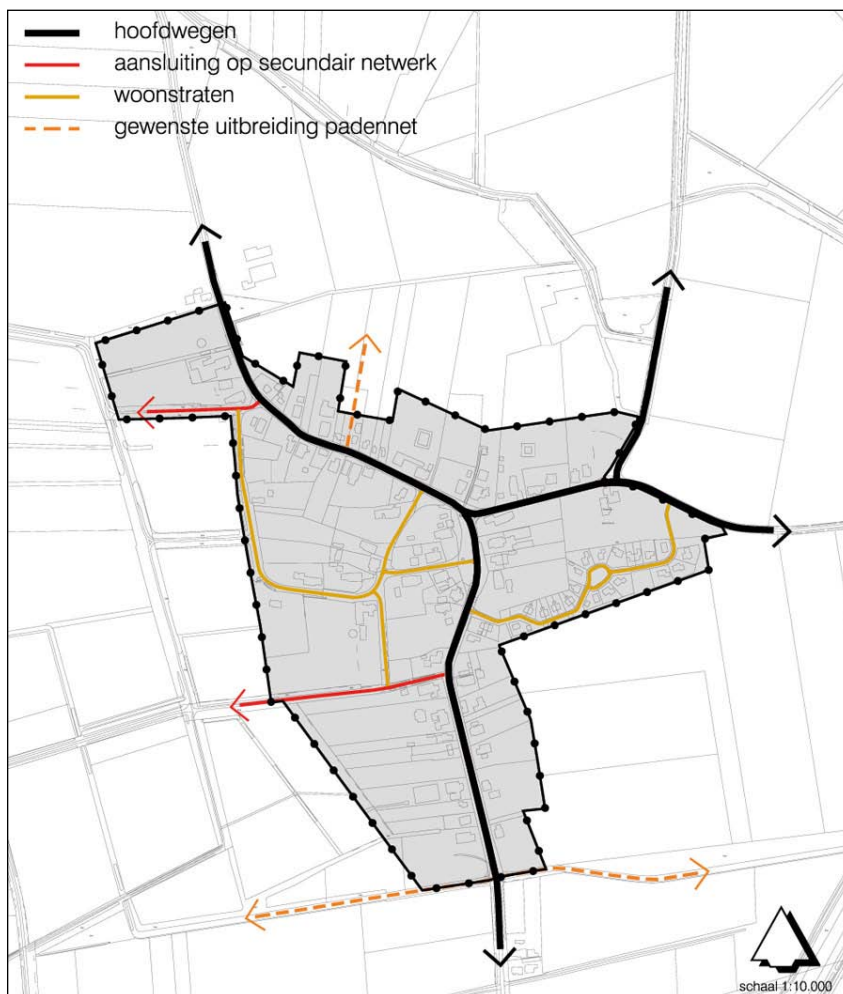 hoofdwegen
aansluiting op secundair netwerk
woonstraten
gewenste uitbreiding padennet
schaal 1:10.000